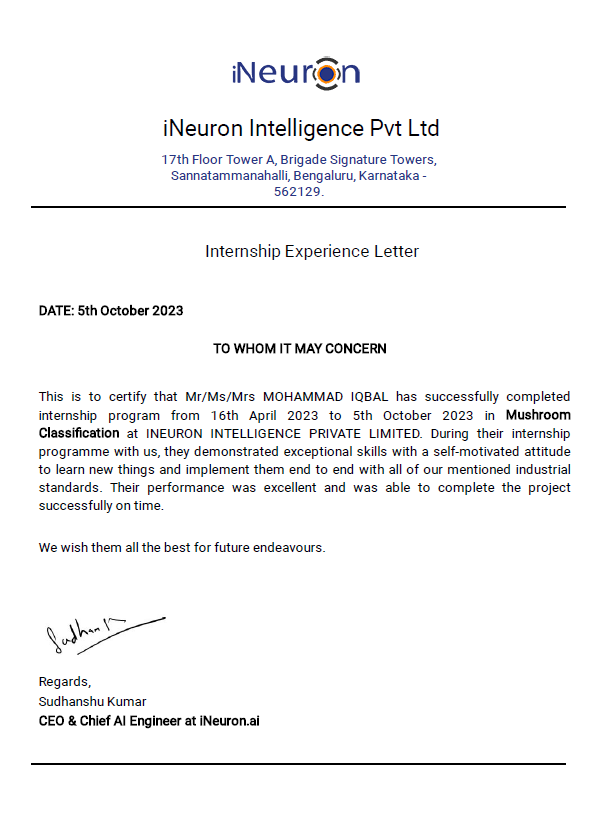 iNeuron
iNeuron Intelligence Pvt Ltd
17th Floor Tower A, Brigade Signature Towers,
Sannatammanahalli, Bengaluru, Karnataka -
562129.
Internship Experience Letter
DATE: 5th October 2023
TO WHOM IT MAY CONCERN
This is to certify that Mr/Ms/Mrs MOHAMMAD IQBAL has successfully completed
internship program from 16th April 2023 to 5th October 2023 in Mushroom
Classification at INEURON INTELLIGENCE PRIVATE LIMITED. During their internship
programme with us, they demonstrated exceptional skills with a self-motivated attitude
to learn new things and implement them end to end with all of our mentioned industrial
standards. Their performance was excellent and was able to complete the project
successfully on time.
We wish them all the best for future endeavours.
Regards,
Sudhanshu Kumar
CEO & Chief AI Engineer at iNeuron.ai